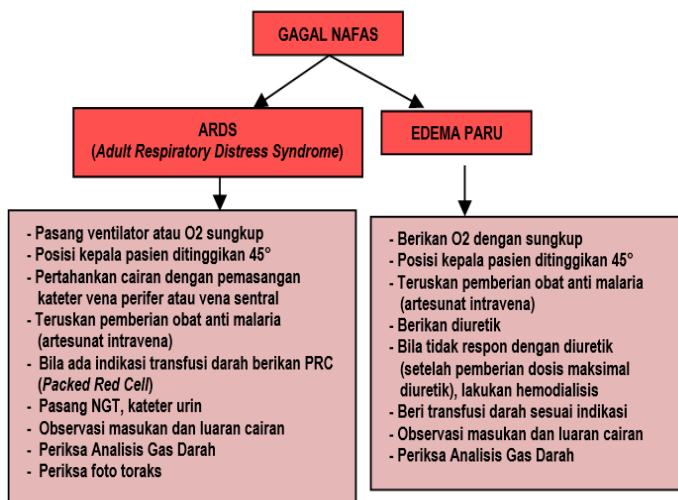 GAGAL NAFAS
ARDS
(Adult Respiratory Distress Syndrome)
EDEMA PARU
- Pasang ventilator atau O2 sungkup
- Posisi kepala pasien ditinggikan 45°
- Pertahankan cairan dengan pemasangan
kateter vena perifer atau vena sentral
- Teruskan pemberian obat anti malaria
(artesunat intravena)
- Bila ada indikasi transfusi darah berikan PRC
(Packed Red Cell)
- Pasang NGT, kateter urin
- Observasi masukan dan luaran cairan
- Periksa Analisis Gas Darah
- Periksa foto toraks
- Berikan O2 dengan sungkup
- Posisi kepala pasien ditinggikan 45°
- Teruskan pemberian obat anti malaria
(artesunat intravena)
- Berikan diuretik
- Bila tidak respon dengan diuretik
(setelah pemberian dosis maksimal
diuretik), lakukan hemodialisis
- Beri transfusi darah sesuai indikasi
- Observasi masukan dan luaran cairan
- Periksa Analisis Gas Darah